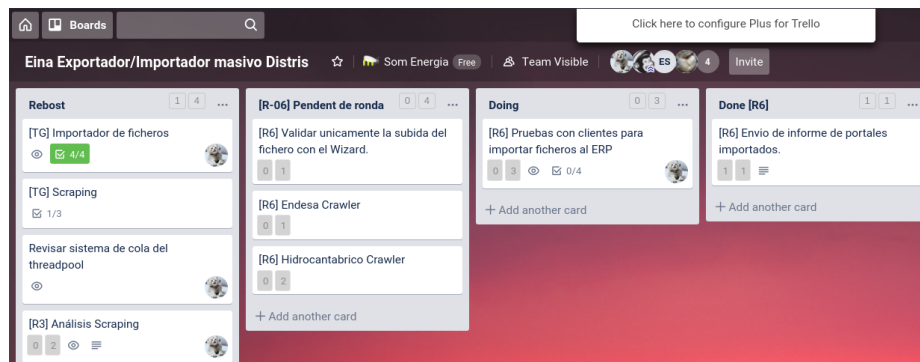 Boards
Click here to configure Plus for Trello
Eina Exportador/Importador masivo Distris
Som Energia Free
Team Visible
ES
4
Invite
Rebost
1 4 ...
[TG] Importador de ficheros
4/4
[TG] Scraping
1/3
Revisar sistema de cola del
threadpool
[R3] Análisis Scraping
0 2
[R-06] Pendent de ronda
0 4 ...
[R6] Validar unicamente la subida del
fichero con el Wizard.
0 1
[R6] Endesa Crawler
0 1
[R6] Hidrocantabrico Crawler
0 2
+ Add another card
Doing
0 3 ...
[R6] Pruebas con clientes para
importar ficheros al ERP
0 3 0/4
+ Add another card
Done [R6]
1 1 ...
[R6] Envio de informe de portales
importados.
1 1
+ Add another card